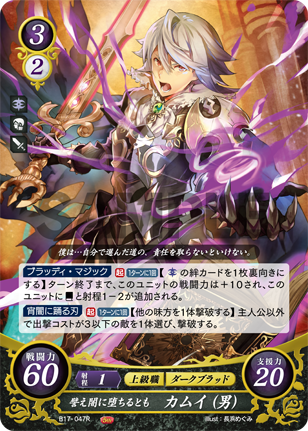 3
2
僕は…自分で選んだ道の、責任を取らないといけない。
ブラッディ・マジック 起 1ターンに1回 【 の絆カードを1枚裏向きに
する】ターン終了まで、このユニットの戦闘力は+10され、このユ
ニットに と射程1-2が追加される。
宵闇に踊る刃 起 1ターンに1回 【他の味方を1体撃破する】主人公以
外で出撃コストが3以下の敵を1体選び、撃破する。
戦闘力
60
射程 1
上級職
ダークブラッド
支援力
20
誉え闇に堕ちるとも カムイ(男)
B17-047R
Illust:長浜めぐみ